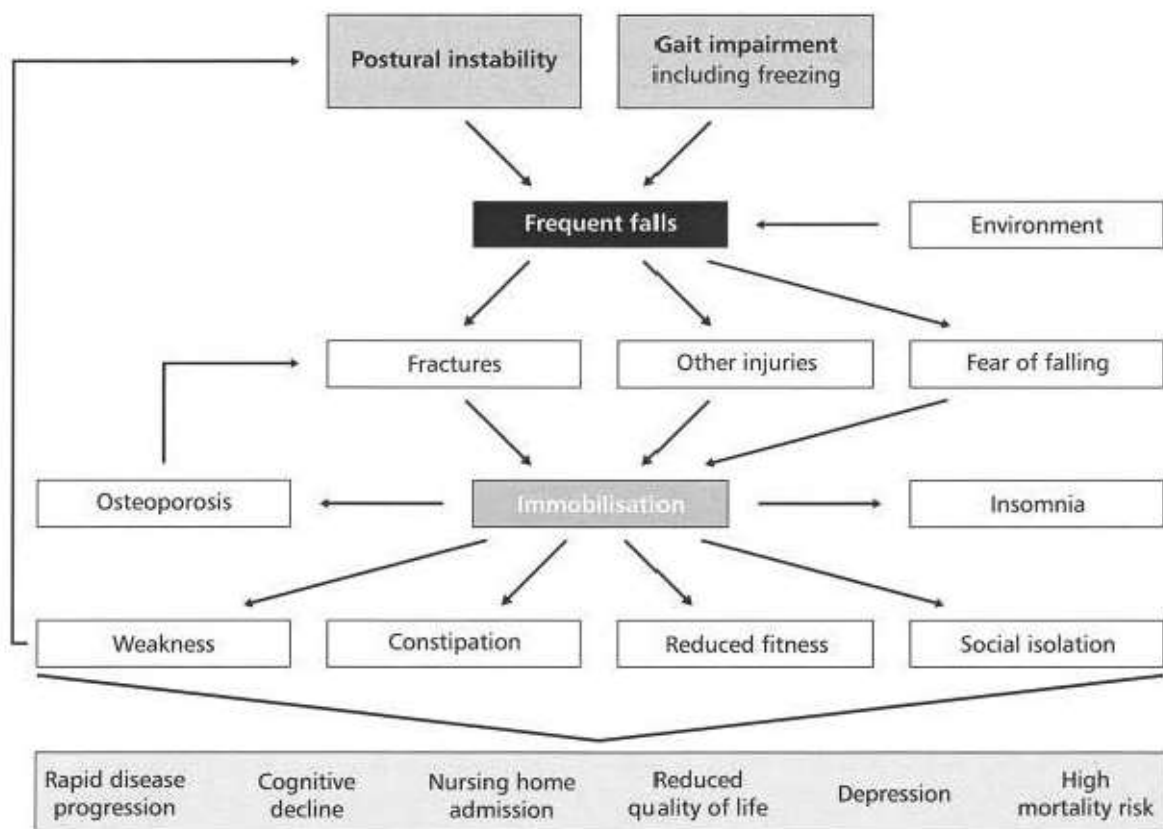 Postural instability
Gait impairment
including freezing
Frequent falls
Environment
Fractures
Other injuries
Fear of falling
Osteoporosis
Immobilisation
Insomnia
Weakness
Constipation
Reduced fitness
Social isolation
Rapid disease
progression
Cognitive
decline
Nursing home
admission
Reduced
quality of life
Depression
High
mortality risk